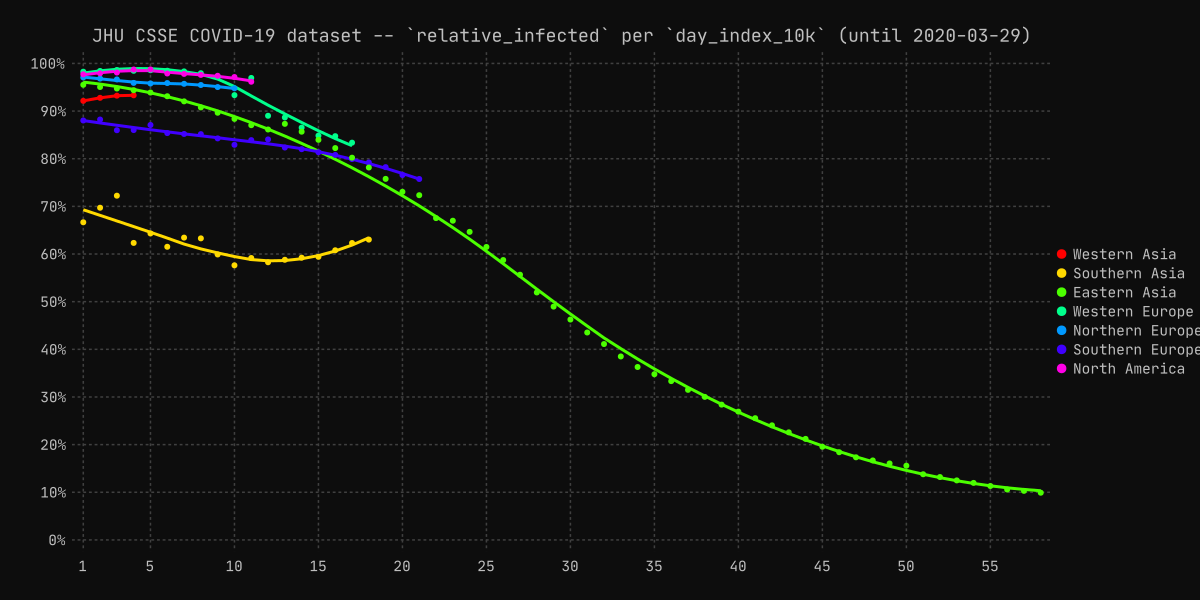 JHU CSSE COVID-19 dataset -- `relative_infected` per `day_index_10k` (until 2020-03-29)
100%
90%
80%
70%
60%
50%
40%
30%
20%
10%
0%
1 5 10 15 20 25 30 35 40 45 50 55
Western Asia
Southern Asia
Eastern Asia
Western Europe
Northern Europe
Southern Europe
North America